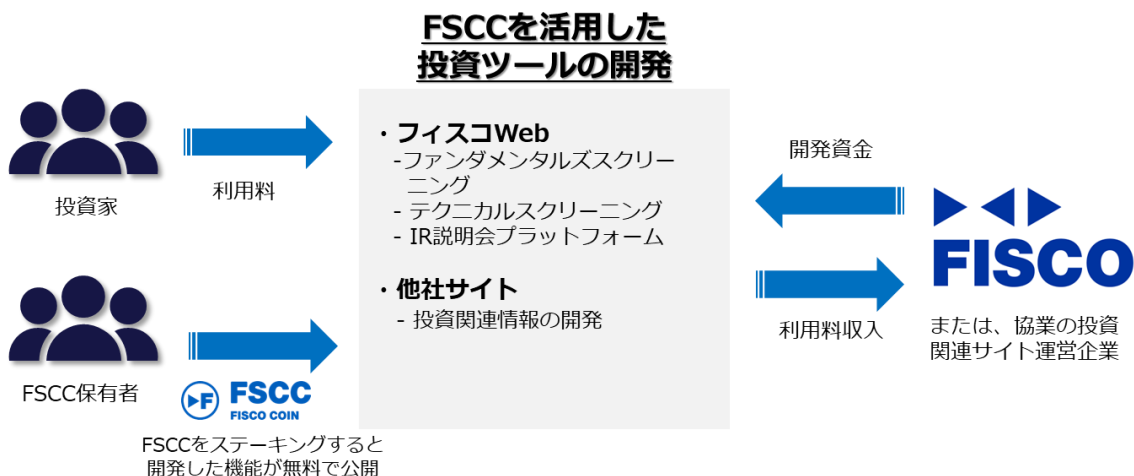 FSCCを活用した
投資ツールの開発
投資家
利用料
FSCC保有者
FSCC
FISCO COIN
FSCCをステーキングすると
開発した機能が無料で公開
・フィスコWeb
-ファンダメンタルズスクリー
ニング
- テクニカルスクリーニング
- IR説明会プラットフォーム
・他社サイト
- 投資関連情報の開発
開発資金
利用料収入
FISCO
または、協業の投資
関連サイト運営企業